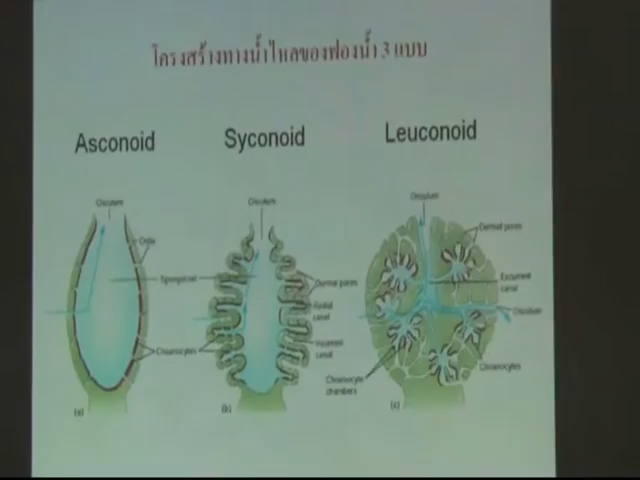 โครงสร้างทางน้ำไหลของฟองน้ำ 3 แบบ
Asconoid
Syconoid
Leuconoid
Osculum
Osculum
Osculum
Ostia
Spongocoel
Dermal pores
Radial canal
Incurrent canal
Choanocytes
Dermal pores
Excurrent canal
Osculum
Choanocytes
Choanocyte chambers
(a)
(b)
(c)